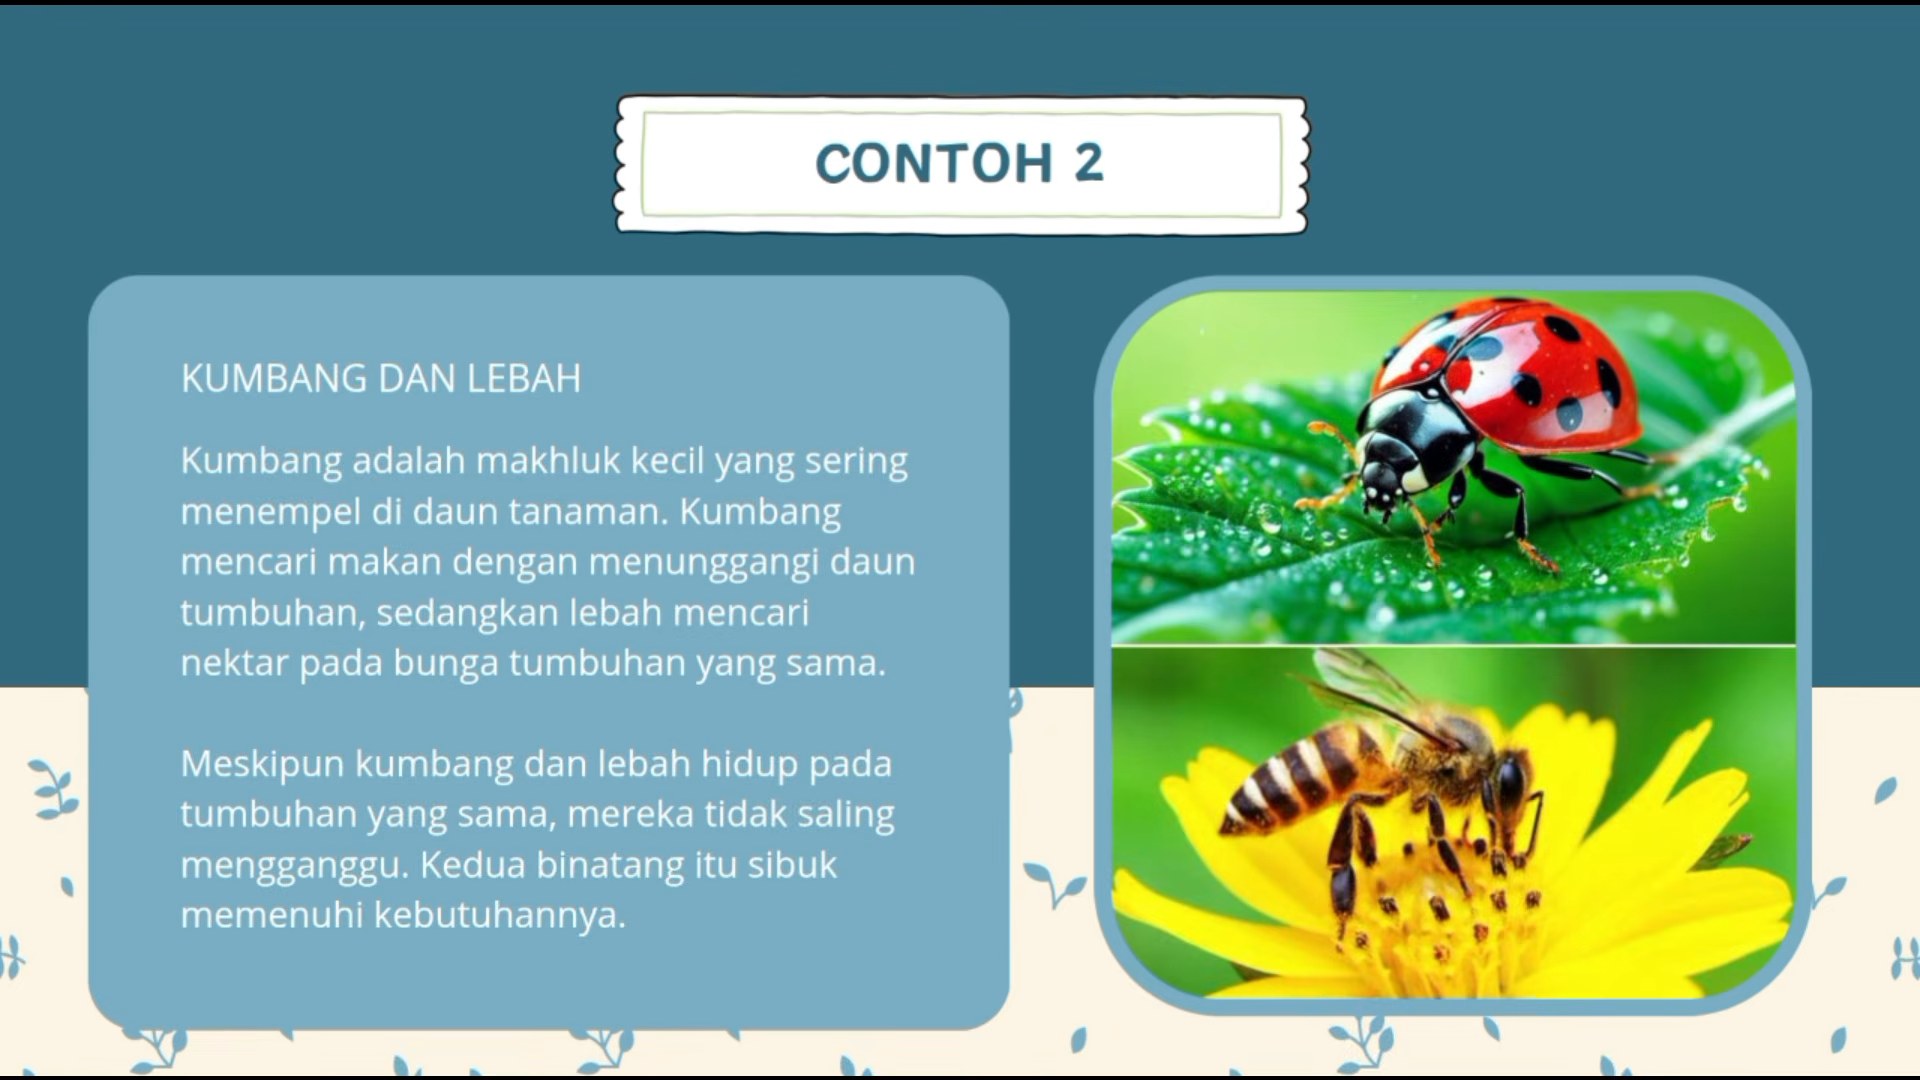 CONTOH 2
KUMBANG DAN LEBAH
Kumbang adalah makhluk kecil yang sering
menempel di daun tanaman. Kumbang
mencari makan dengan menunggangi daun
tumbuhan, sedangkan lebah mencari
nektar pada bunga tumbuhan yang sama.
Meskipun kumbang dan lebah hidup pada
tumbuhan yang sama, mereka tidak saling
mengganggu. Kedua binatang itu sibuk
memenuhi kebutuhannya.